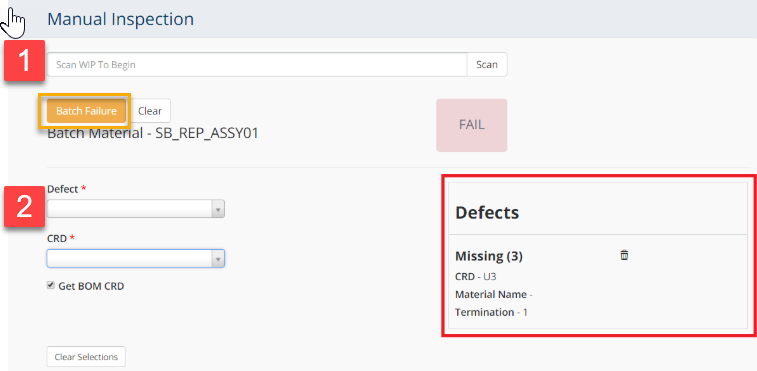 Manual Inspection
1
Scan WIP To Begin
Scan
Batch Failure
Clear
Batch Material - SB_REP_ASSY01
FAIL
2
Defect *
CRD *
Get BOM CRD
Clear Selections
Defects
Missing (3)
CRD - U3
Material Name -
Termination - 1